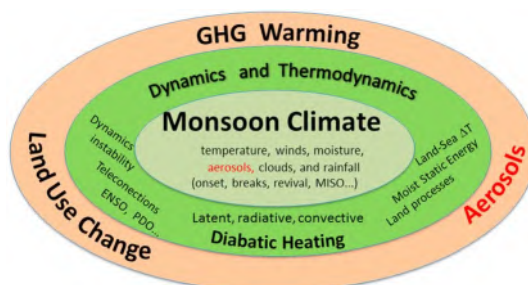 GHG Warming
Dynamics and Thermodynamics
Monsoon Climate
temperature, winds, moisture,
aerosols, clouds, and rainfall
(onset, breaks, revival, MISO...)
Dynamics
instability
Teleconections
ENSO, PDO...
Land-Sea ΔT
Moist Static Energy
Land processes
Latent, radiative, convective
Diabatic Heating
Land Use Change
Aerosols